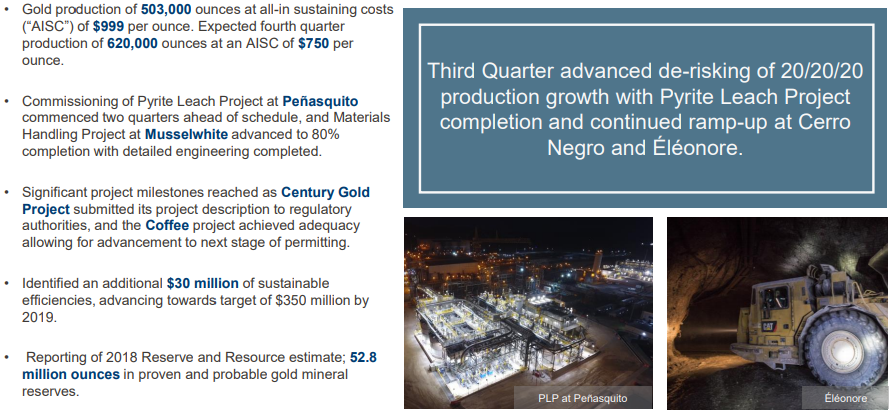 • Gold production of 503,000 ounces at all-in sustaining costs
(“AISC”) of $999 per ounce. Expected fourth quarter
production of 620,000 ounces at an AISC of $750 per
ounce.
• Commissioning of Pyrite Leach Project at Peñasquito
commenced two quarters ahead of schedule, and Materials
Handling Project at Musselwhite advanced to 80%
completion with detailed engineering completed.
• Significant project milestones reached as Century Gold
Project submitted its project description to regulatory
authorities, and the Coffee project achieved adequacy
allowing for advancement to next stage of permitting.
• Identified an additional $30 million of sustainable
efficiencies, advancing towards target of $350 million by
2019.
• Reporting of 2018 Reserve and Resource estimate; 52.8
million ounces in proven and probable gold mineral
reserves.
Third Quarter advanced de-risking of 20/20/20
production growth with Pyrite Leach Project
completion and continued ramp-up at Cerro
Negro and Éléonore.
PLP at Peñasquito
CAT
Éléonore